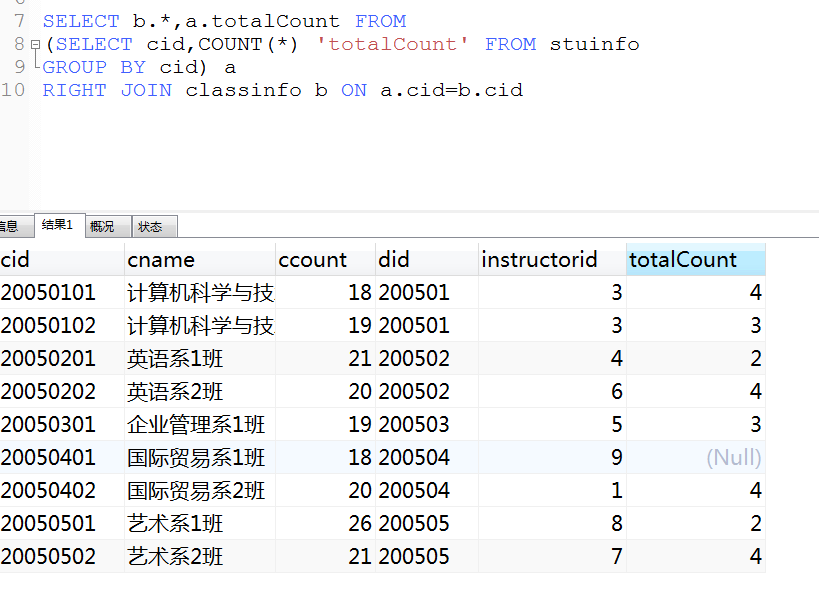 7 SELECT b.*,a.totalCount FROM
8 (SELECT cid,COUNT(*) 'totalCount' FROM stuinfo
9 GROUP BY cid) a
10 RIGHT JOIN classinfo b ON a.cid=b.cid
信息 结果1 概况 状态
cid cname ccount did instructorid totalCount
20050101 计算机科学与技 18 200501 3 4
20050102 计算机科学与技 19 200501 3 3
20050201 英语系1班 21 200502 4 2
20050202 英语系2班 20 200502 6 4
20050301 企业管理系1班 19 200503 5 3
20050401 国际贸易系1班 18 200504 9 (Null)
20050402 国际贸易系2班 20 200504 1 4
20050501 艺术系1班 26 200505 8 2
20050502 艺术系2班 21 200505 7 4